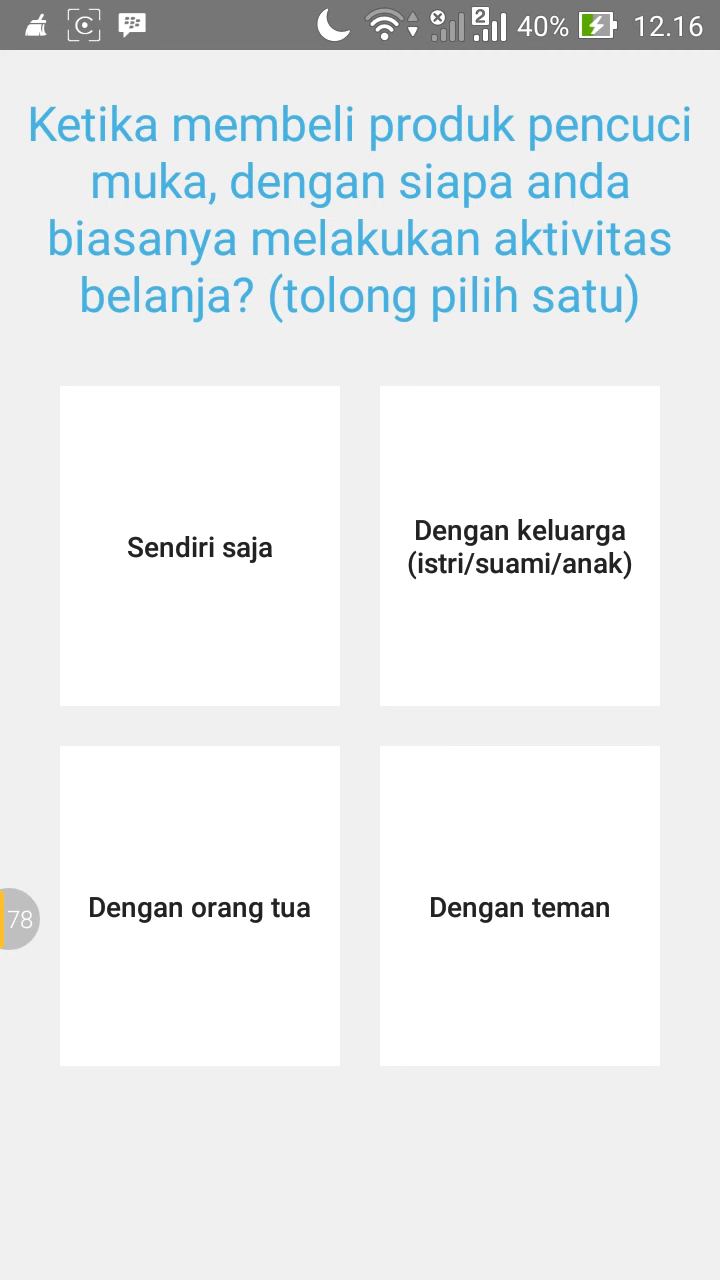 40% 12.16
Ketika membeli produk pencuci
muka, dengan siapa anda
biasanya melakukan aktivitas
belanja? (tolong pilih satu)
Sendiri saja
Dengan keluarga
(istri/suami/anak)
Dengan orang tua
Dengan teman
78